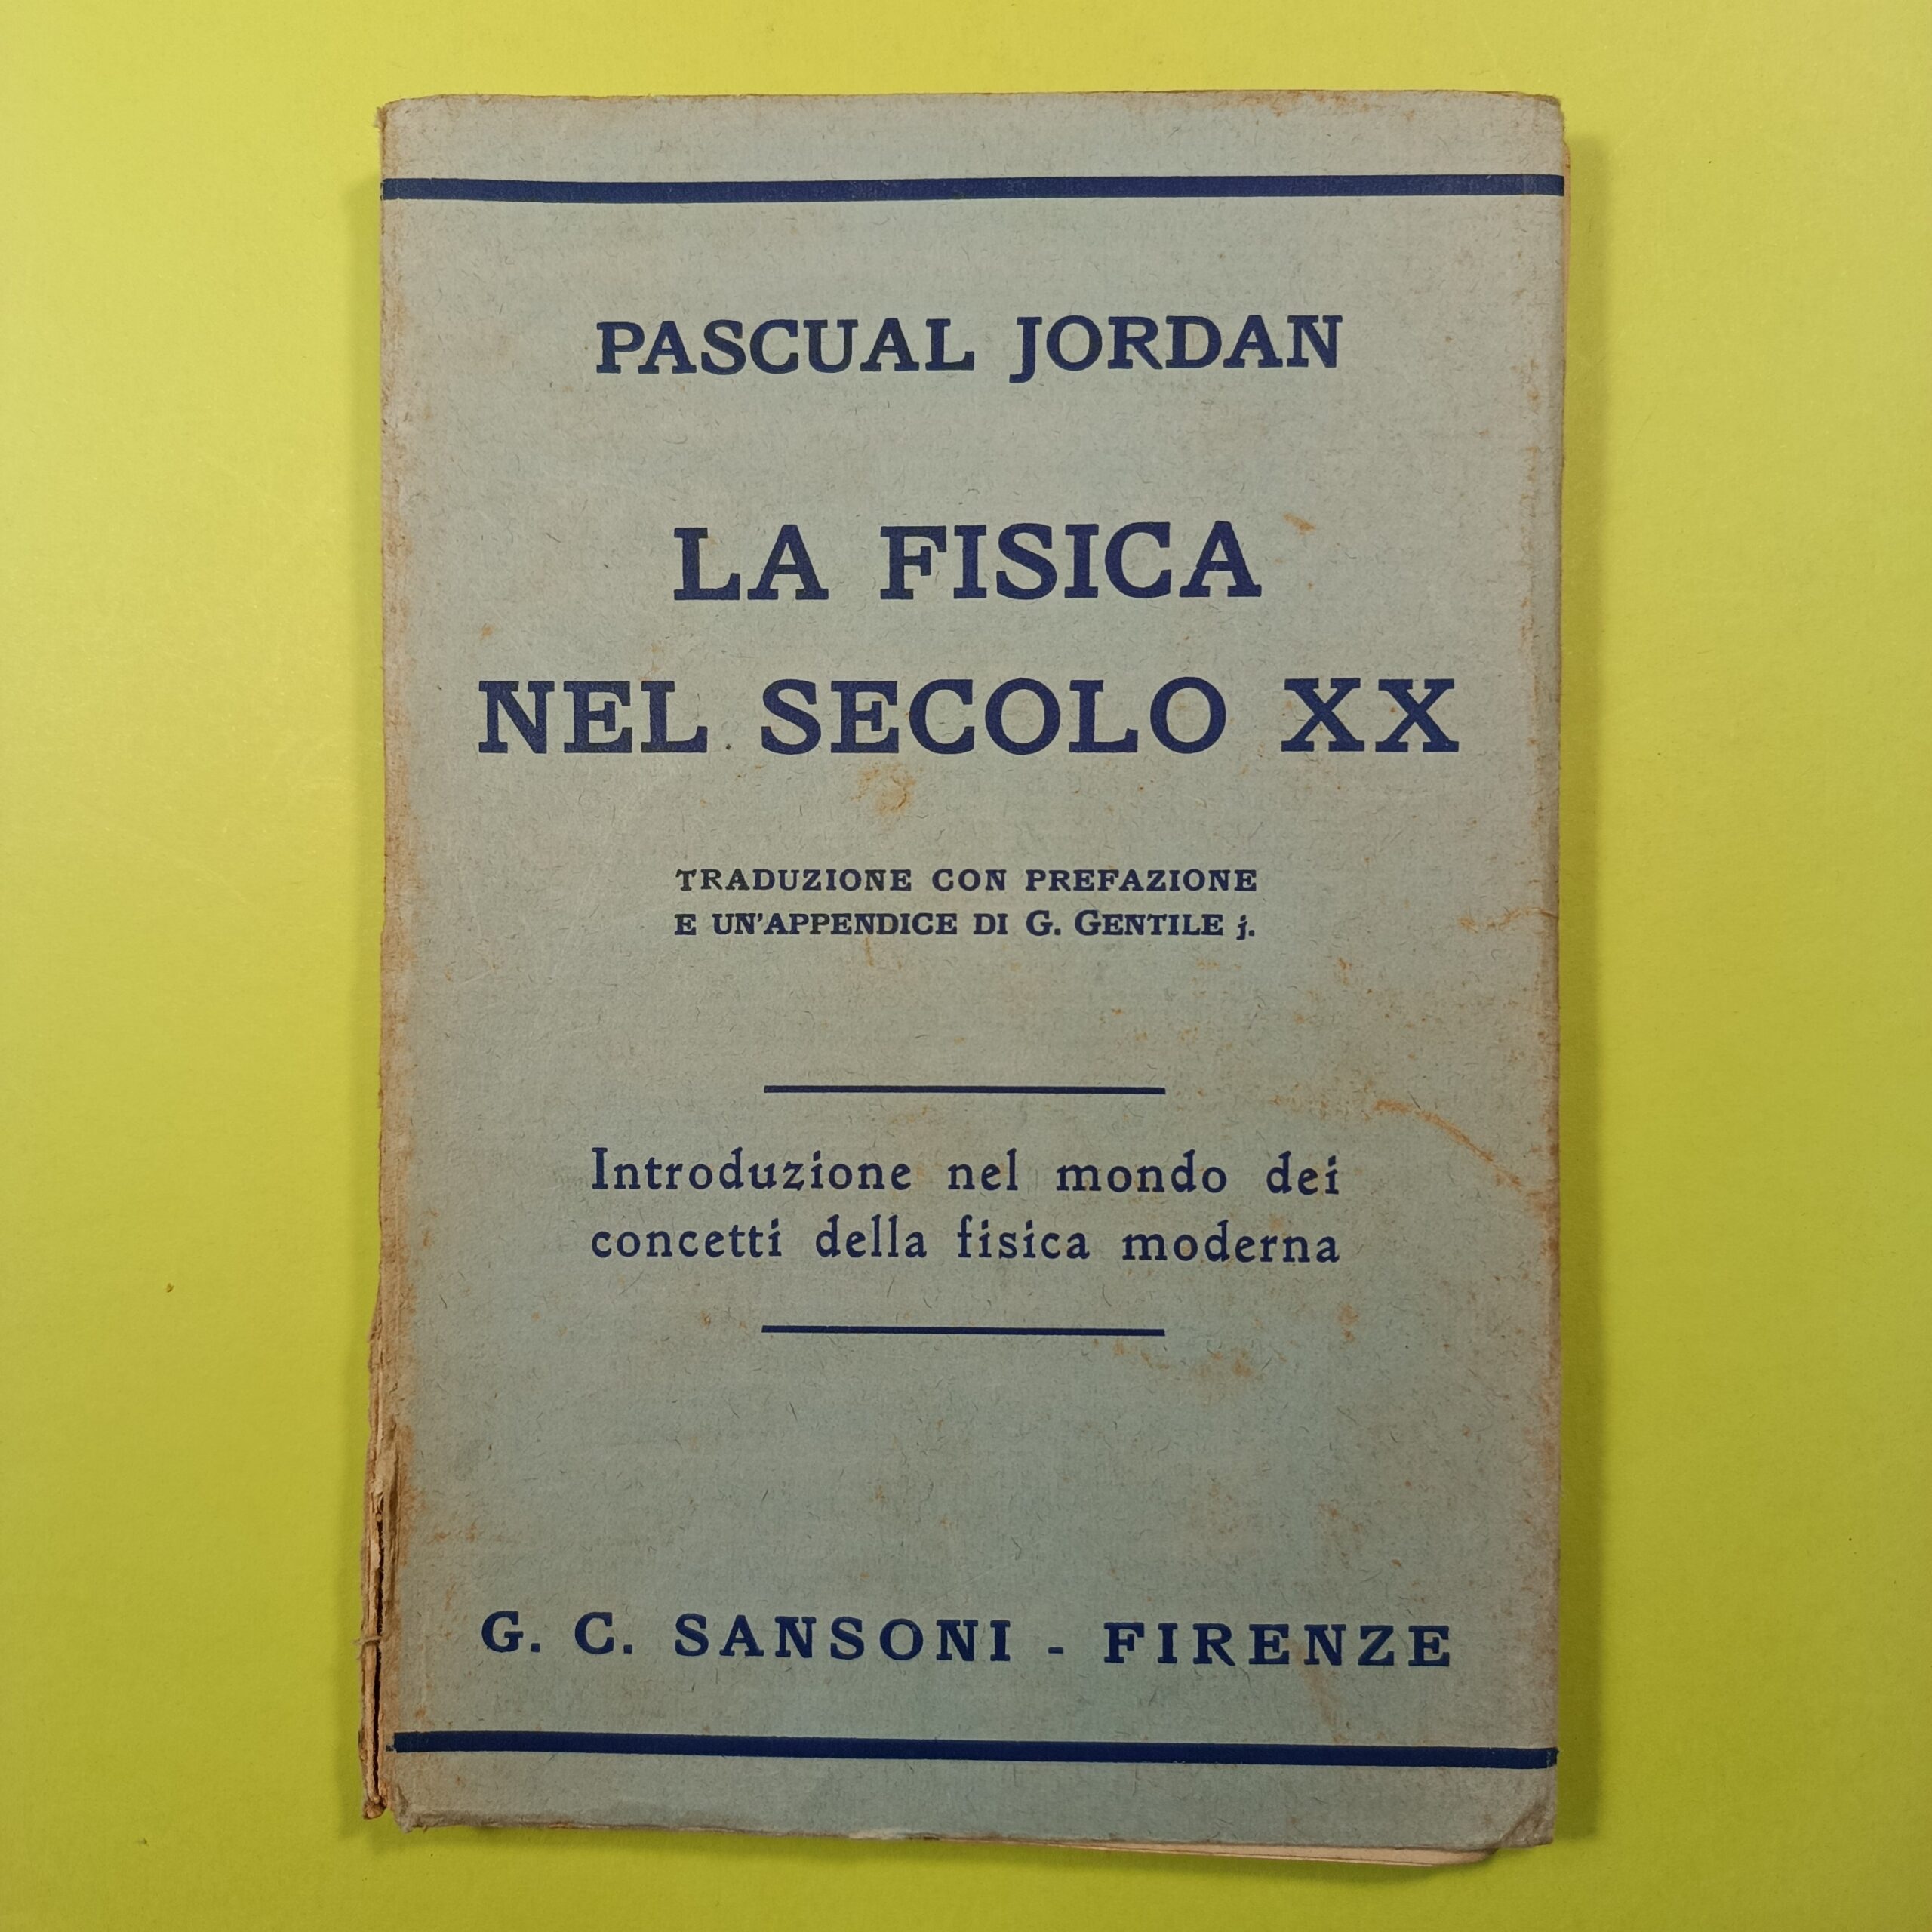 PASCUAL JORDAN
LA FISICA
NEL SECOLO XX
TRADUZIONE CON PREFAZIONE
E UN'APPENDICE DI G. GENTILE j.
Introduzione nel mondo dei
concetti della fisica moderna
G. C. SANSONI - FIRENZE